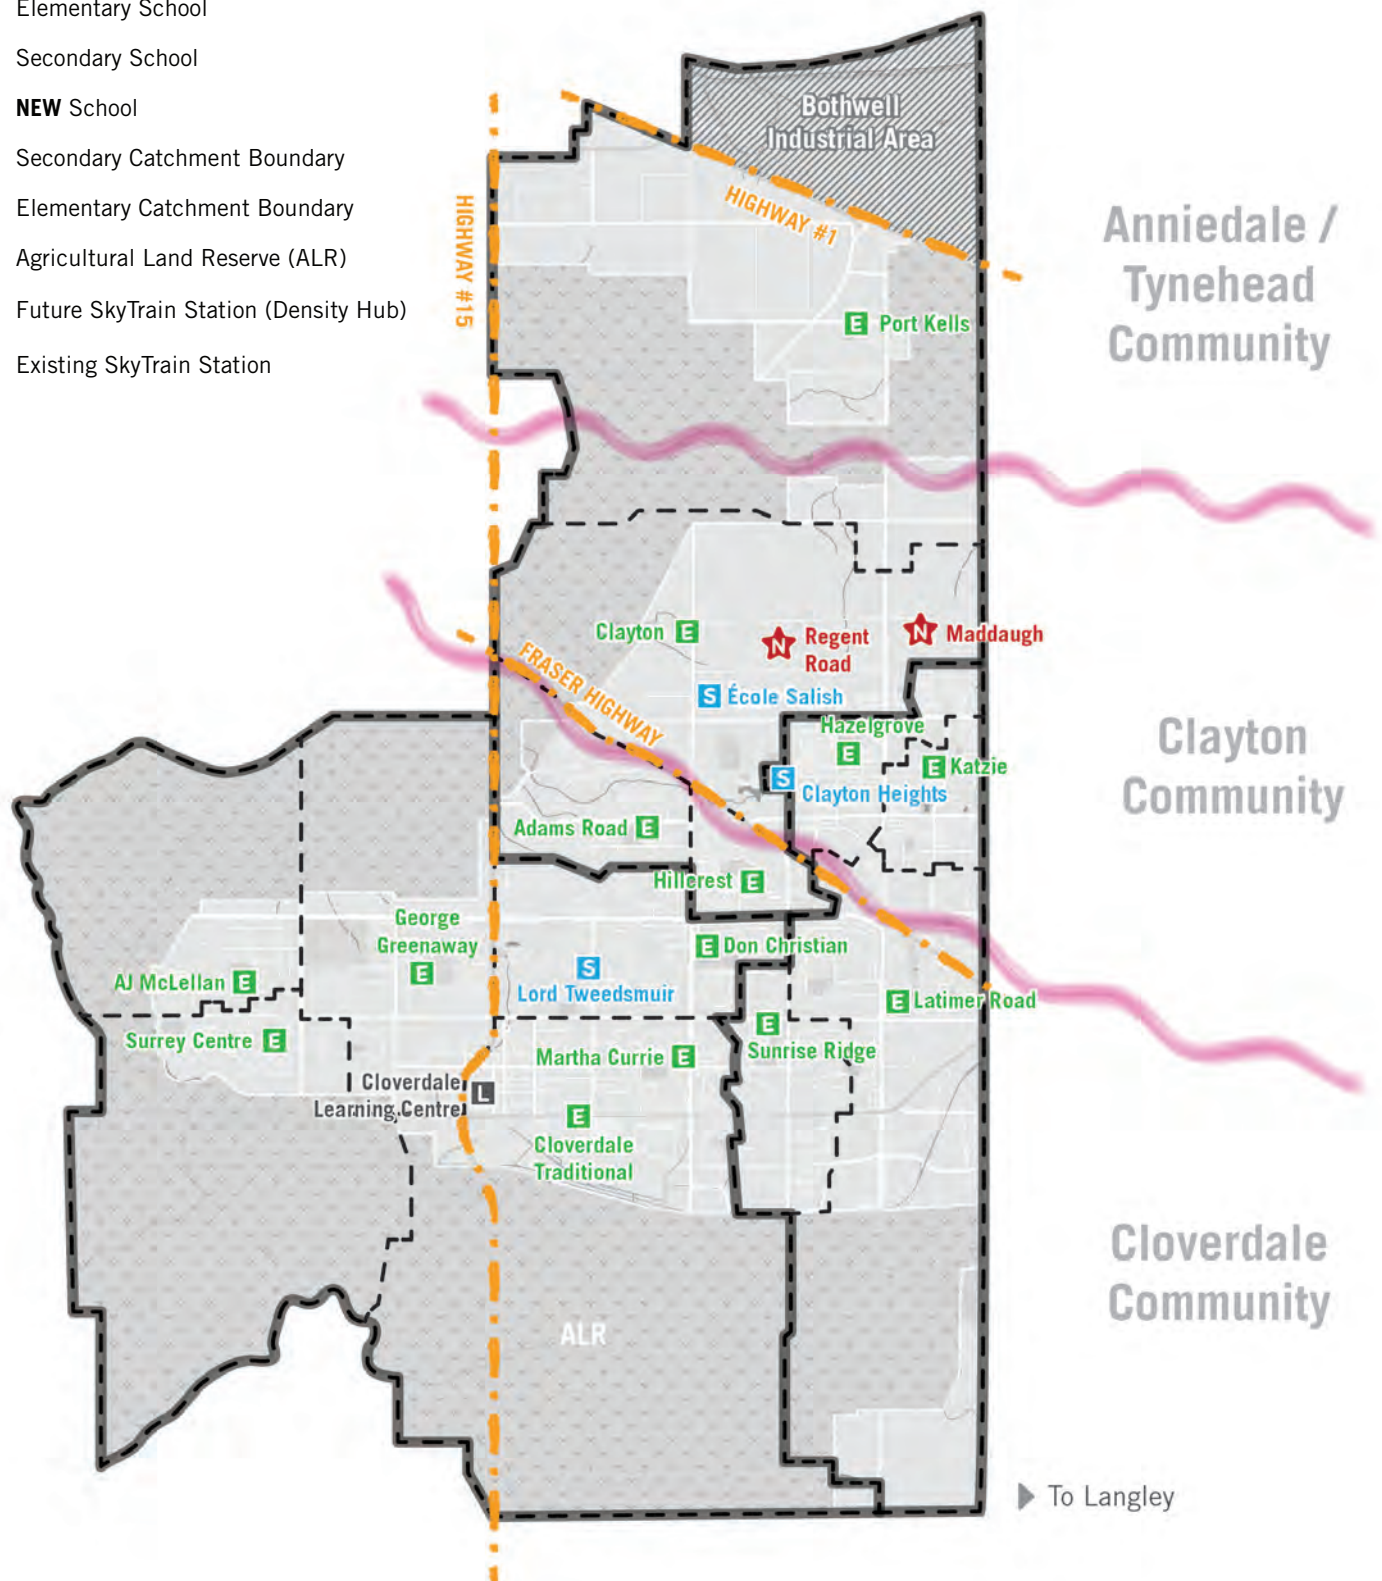 Elementary School
Secondary School
NEW School
Secondary Catchment Boundary
Elementary Catchment Boundary
Agricultural Land Reserve (ALR)
Future SkyTrain Station (Density Hub)
Existing SkyTrain Station
Bothwell
Industrial Area
HIGHWAY #1
HIGHWAY #15
Anniedale /
Tynehead
Community
E Port Kells
Clayton E
N Regent
Road
N Maddaugh
FRASER HIGHWAY
S École Salish
Hazelgrove
E
E Katzie
S
Clayton Heights
Clayton
Community
Adams Road E
Hillcrest E
George
Greenaway
E
E Don Christian
S
Lord Tweedsmuir
AJ McLellan E
E Latimer Road
Surrey Centre E
E
Sunrise Ridge
Martha Currie E
Cloverdale
Learning Centre
L
E
Cloverdale
Traditional
Cloverdale
Community
ALR
To Langley